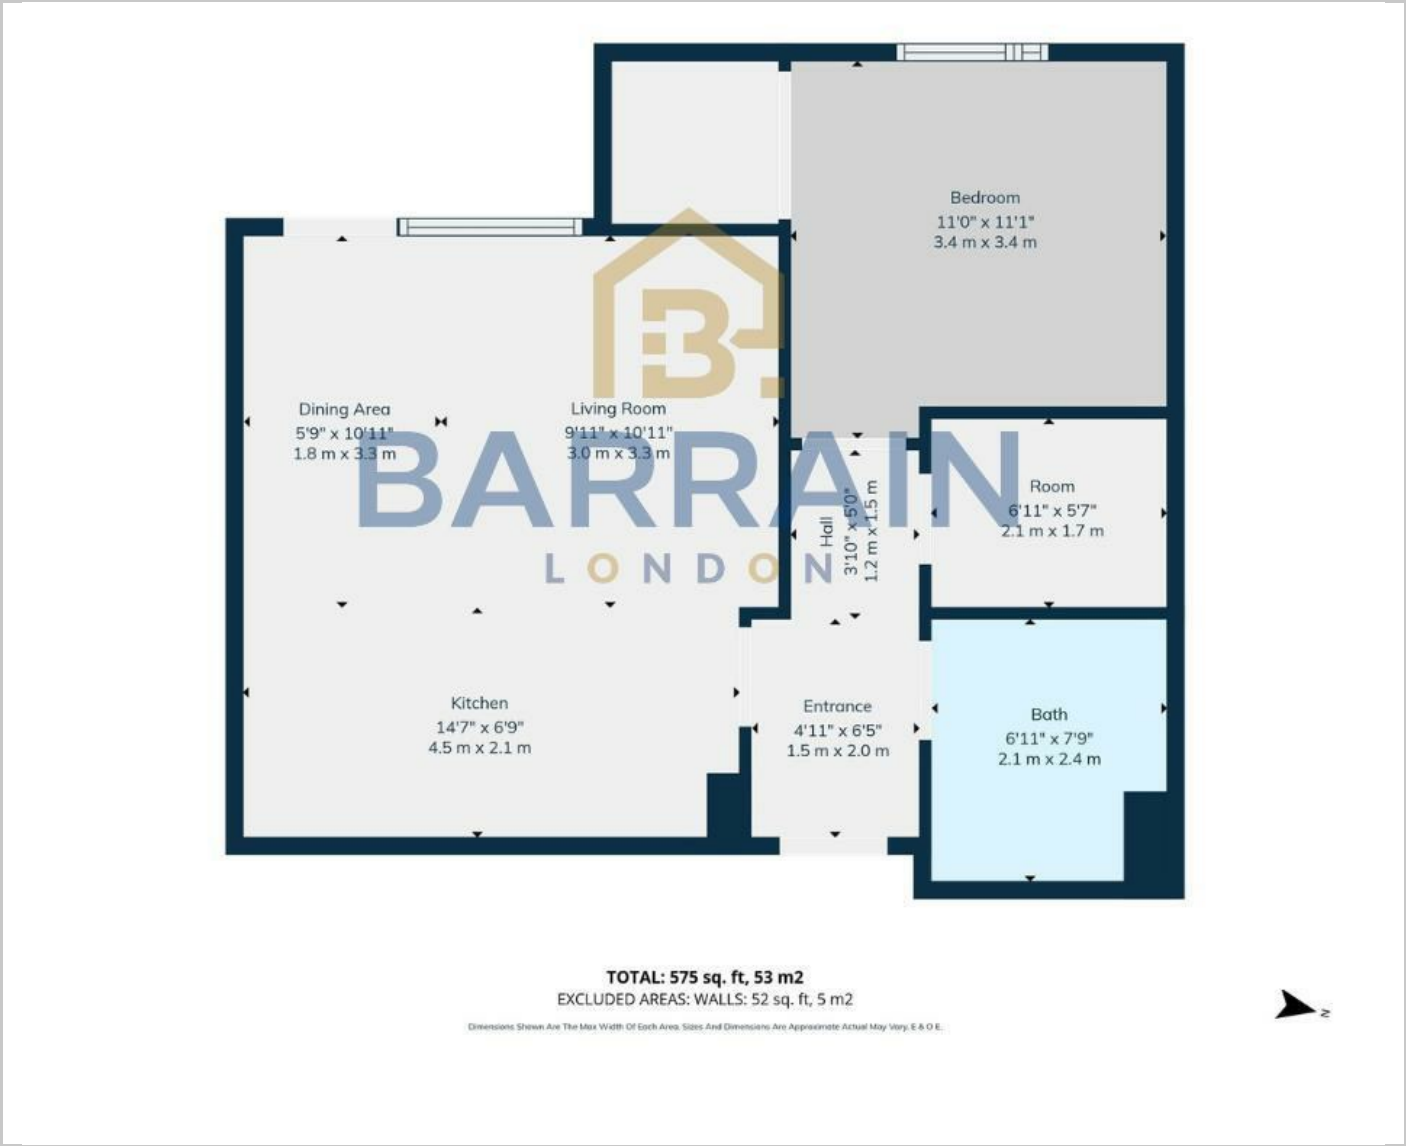 Bedroom
11'0" x 11'1"
3.4 m x 3.4 m
B.
Dining Area
5'9" x 10'11"
1.8 m x 3.3 m
Living Room
9'11" x 10'11"
3.0 m x 3.3 m
BARRAIN
LONDON
Hall
3'10" x 5'0"
1.2 m x 1.5 m
Room
6'11" x 5'7"
2.1 m x 1.7 m
Kitchen
14'7" x 6'9"
4.5 m x 2.1 m
Entrance
4'11" x 6'5"
1.5 m x 2.0 m
Bath
6'11" x 7'9"
2.1 m x 2.4 m
TOTAL: 575 sq. ft, 53 m2
EXCLUDED AREAS: WALLS: 52 sq. ft, 5 m2
Dimensions Shown Are The Max Width Of Each Area. Sizes And Dimensions Are Approximate Actual May Vary. E & O E.
N